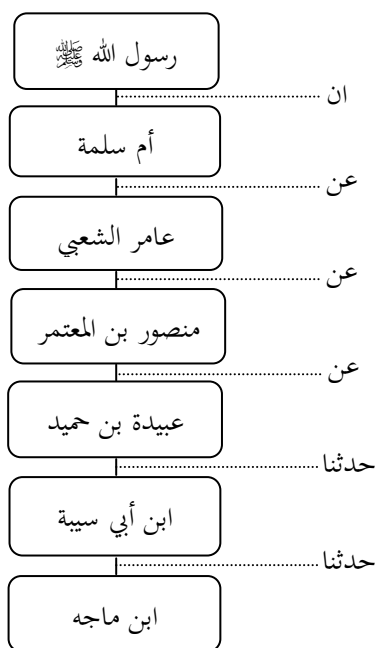 رسول الله ﷺ
ان
أم سلمة
عن
عامر الشعبي
عن
منصور بن المعتمر
عن
عبيدة بن حميد
حدثنا
ابن أبي سيبة
حدثنا
ابن ماجه